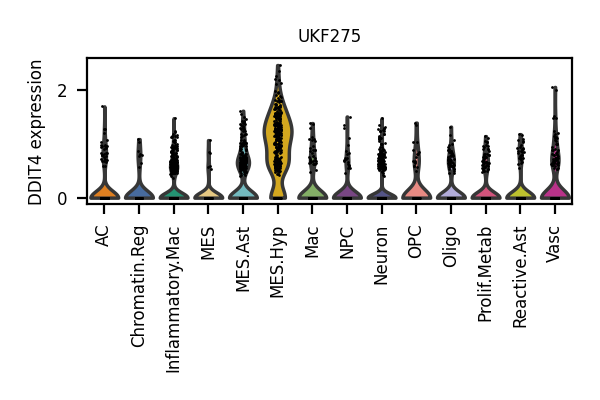 UKF275
DDIT4 expression
2
0
AC
Chromatin.Reg
Inflammatory.Mac
MES
MES.Ast
MES.Hyp
Mac
NPC
Neuron
OPC
Oligo
Prolif.Metab
Reactive.Ast
Vasc